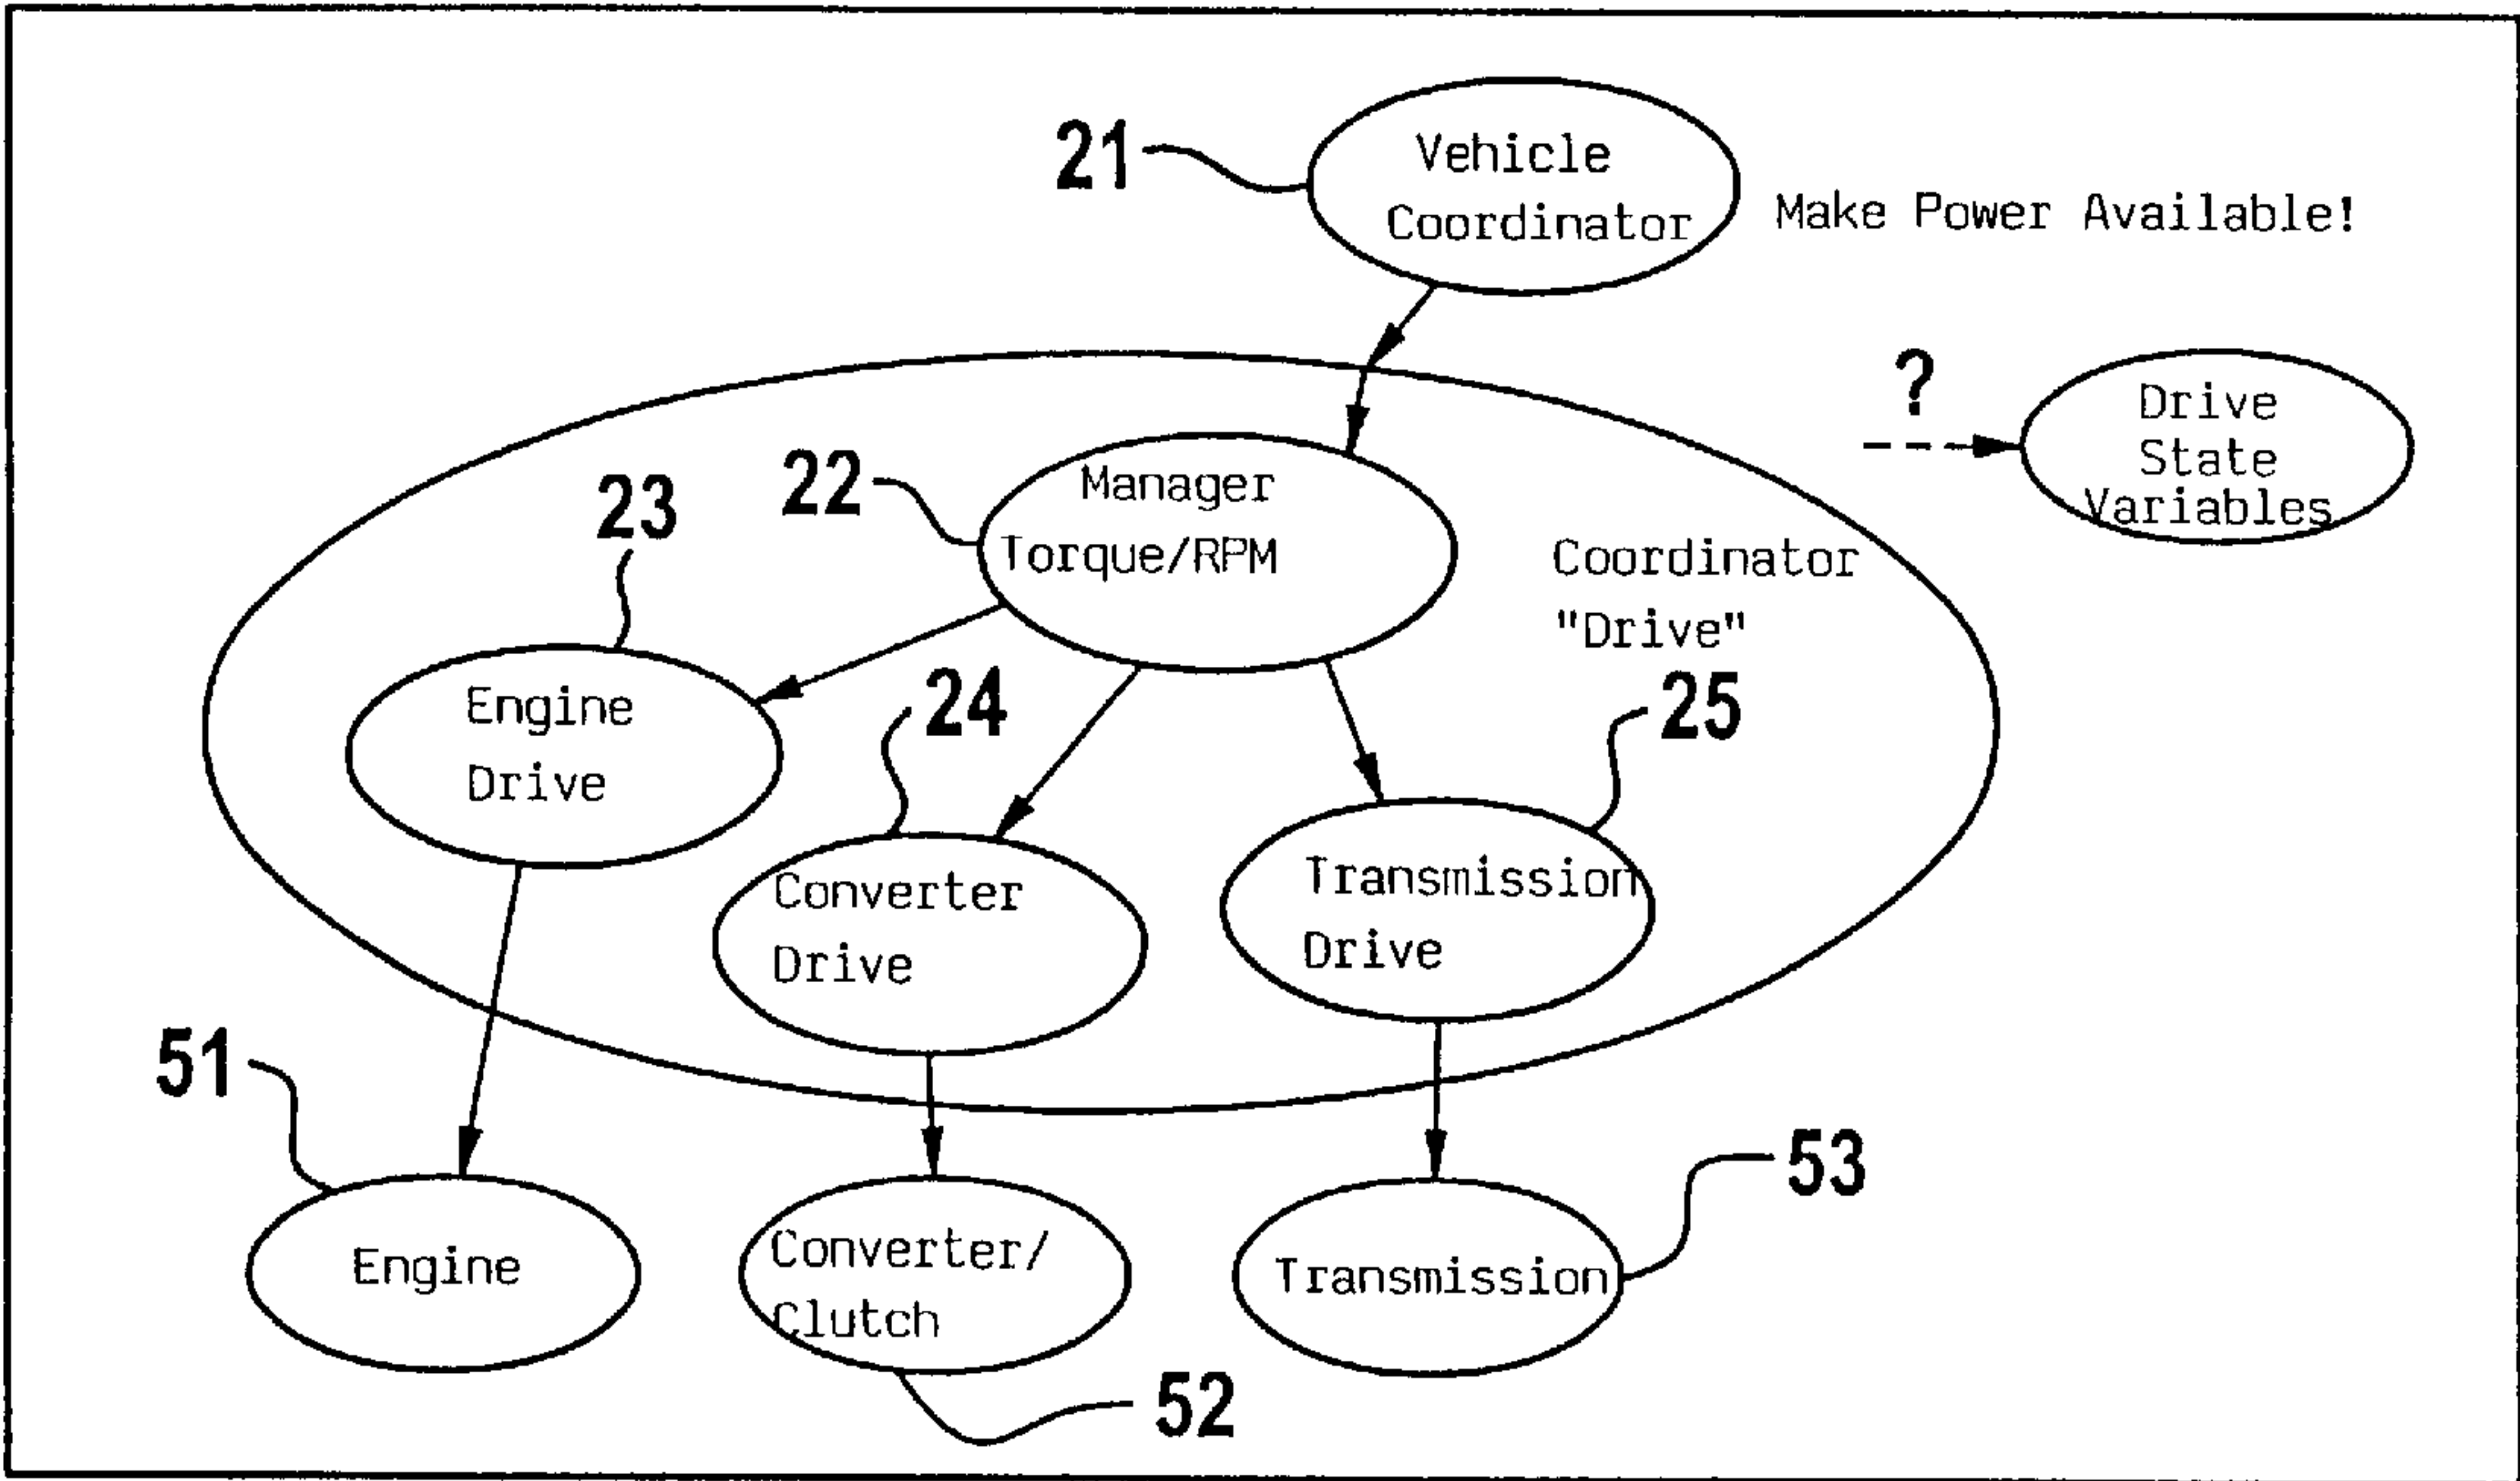 21
Vehicle
Coordinator
Make Power Available!
?
Drive
State
Variables
22
Manager
Torque/RPM
23
Coordinator
"Drive"
Engine
Drive
24
25
Converter
Drive
Transmission
Drive
51
53
Engine
Converter/
Clutch
Transmission
52